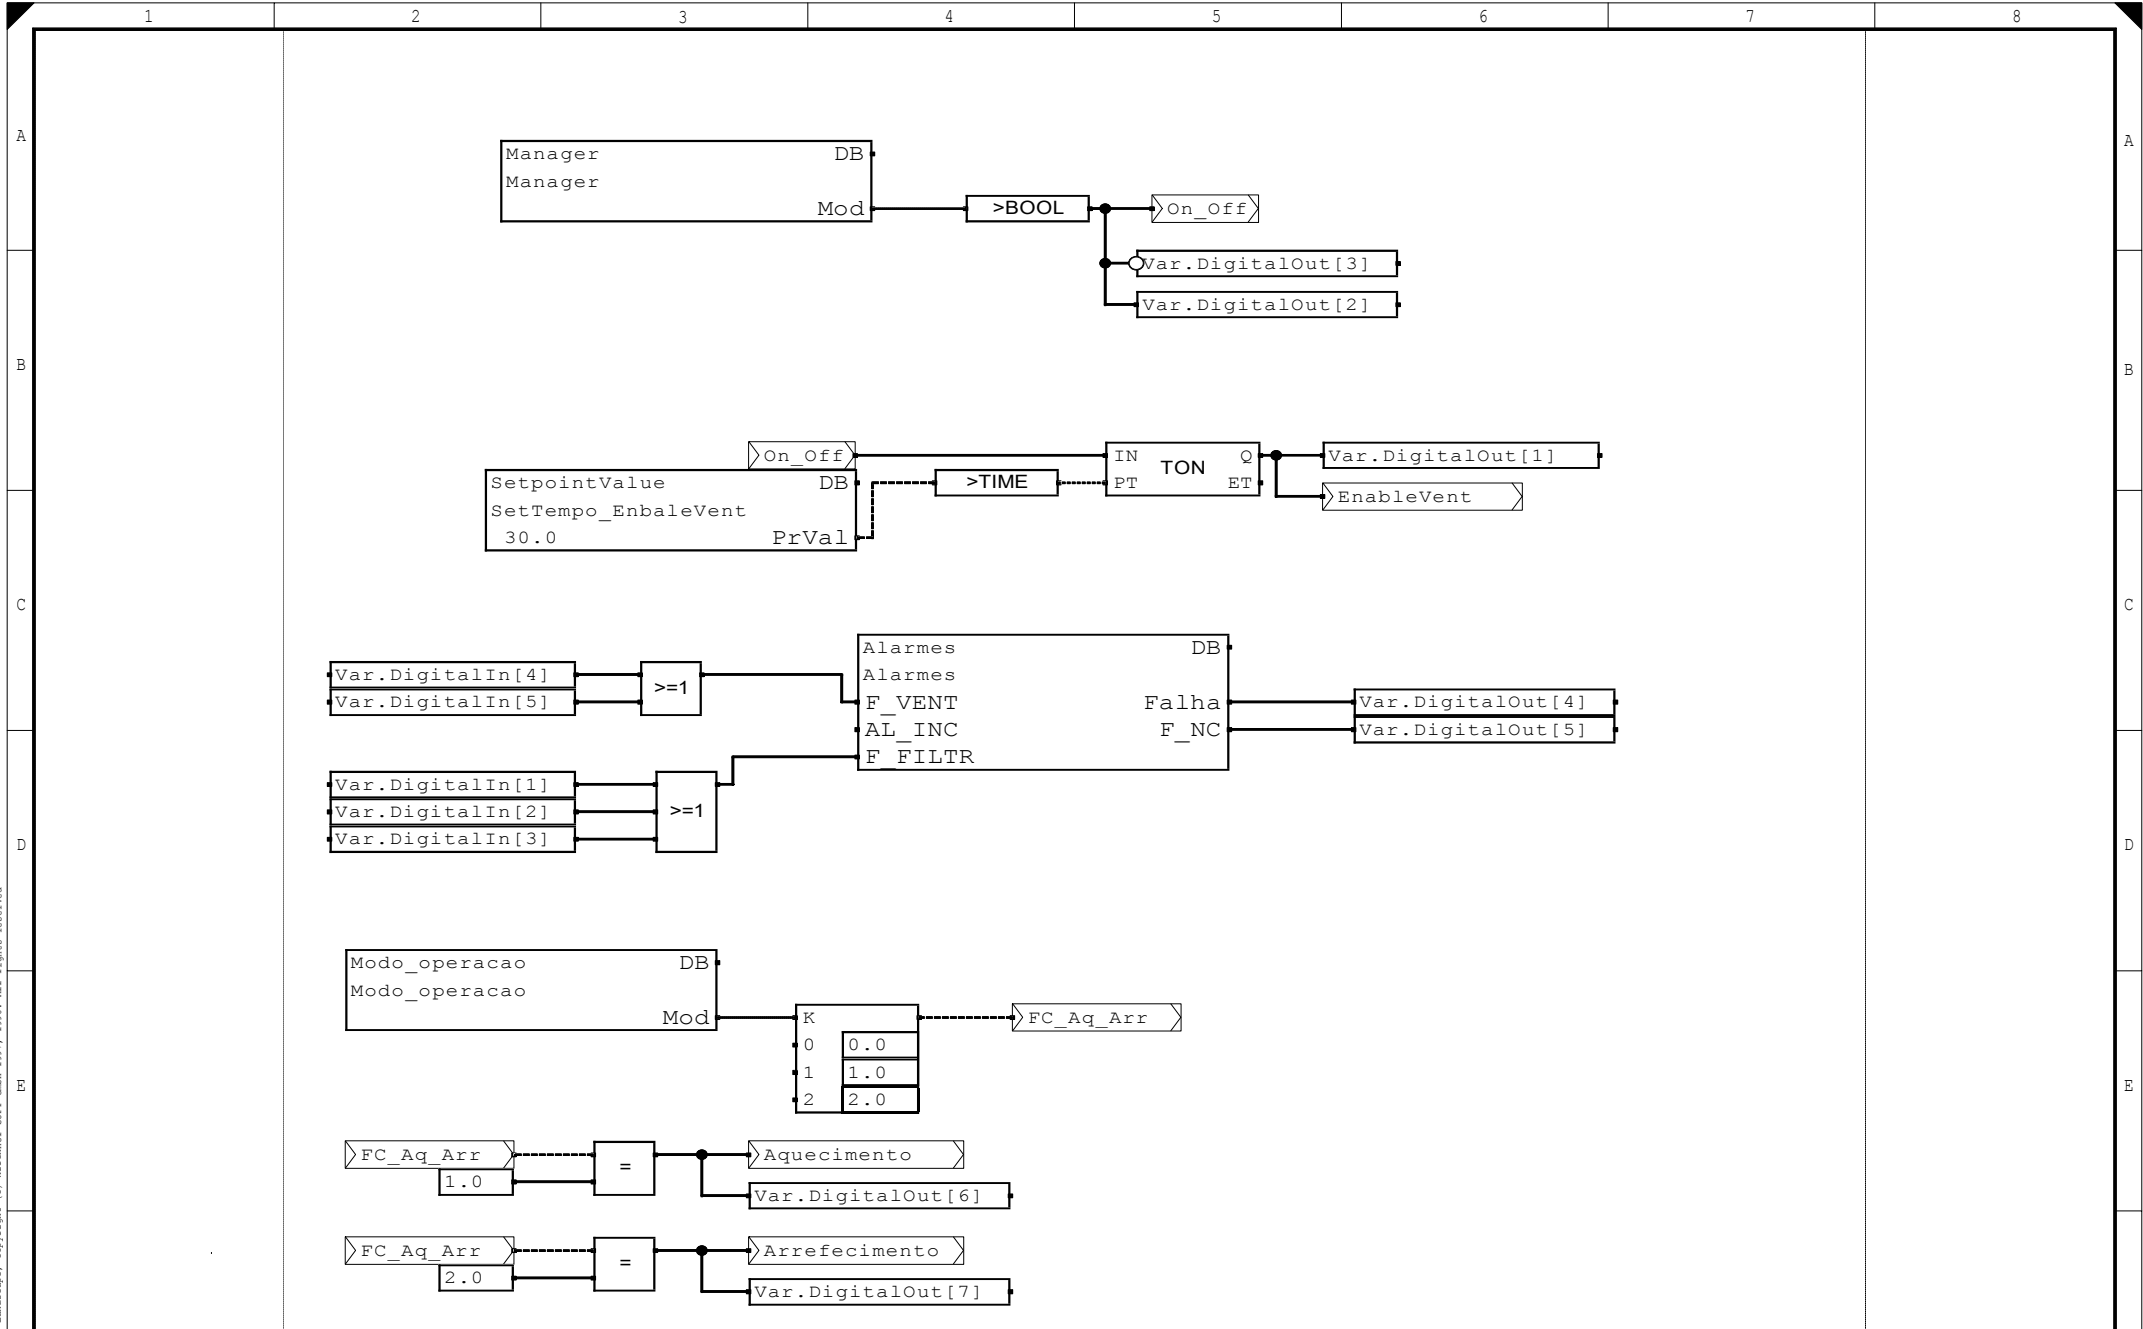 1 2 3 4 5 6 7 8
A A
Manager DB
Manager
Mod >BOOL On_Off
Var.DigitalOut[3]
Var.DigitalOut[2]
B B
On_Off IN TON Q Var.DigitalOut[1]
SetpointValue DB >TIME PT ET
SetTempo_EnbaleVent EnableVent
30.0 PrVal
C C
Alarmes DB
Var.DigitalIn[4] >=1 Alarmes
Var.DigitalIn[5] F_VENT Falha Var.DigitalOut[4]
AL_INC F_NC Var.DigitalOut[5]
F_FILTR
Var.DigitalIn[1]
Var.DigitalIn[2] >=1
Var.DigitalIn[3]
D D
Modo_operacao DB
Modo_operacao
Mod K FC_Aq_Arr
0 0.0
1 1.0
2 2.0
E E
FC_Aq_Arr = Aquecimento
1.0
Var.DigitalOut[6]
FC_Aq_Arr = Arrefecimento
2.0
Var.DigitalOut[7]